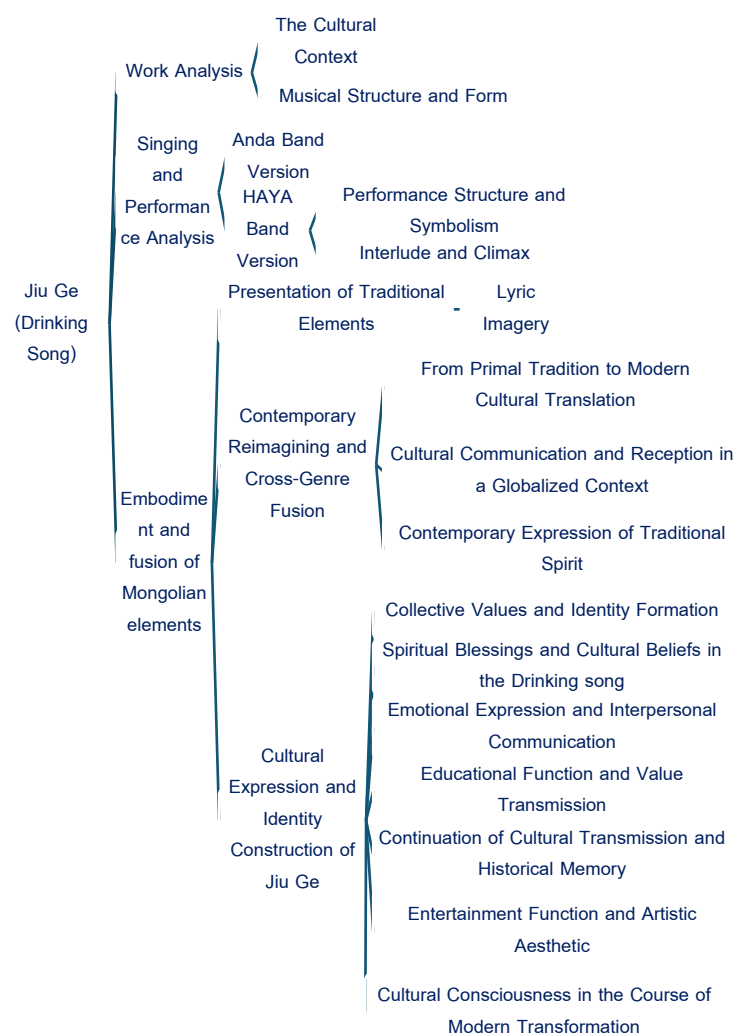 Jiu Ge
(Drinking
Song)
Work Analysis
The Cultural
Context
Musical Structure and Form
Singing
and
Performan
ce Analysis
Anda Band
Version
HAYA
Band
Version
Performance Structure and
Symbolism
Interlude and Climax
Embodime
nt and
fusion of
Mongolian
elements
Presentation of Traditional
Elements
Lyric
Imagery
Contemporary
Reimagining and
Cross-Genre
Fusion
From Primal Tradition to Modern
Cultural Translation
Cultural Communication and Reception in
a Globalized Context
Contemporary Expression of Traditional
Spirit
Cultural
Expression and
Identity
Construction of
Jiu Ge
Collective Values and Identity Formation
Spiritual Blessings and Cultural Beliefs in
the Drinking song
Emotional Expression and Interpersonal
Communication
Educational Function and Value
Transmission
Continuation of Cultural Transmission and
Historical Memory
Entertainment Function and Artistic
Aesthetic
Cultural Consciousness in the Course of
Modern Transformation